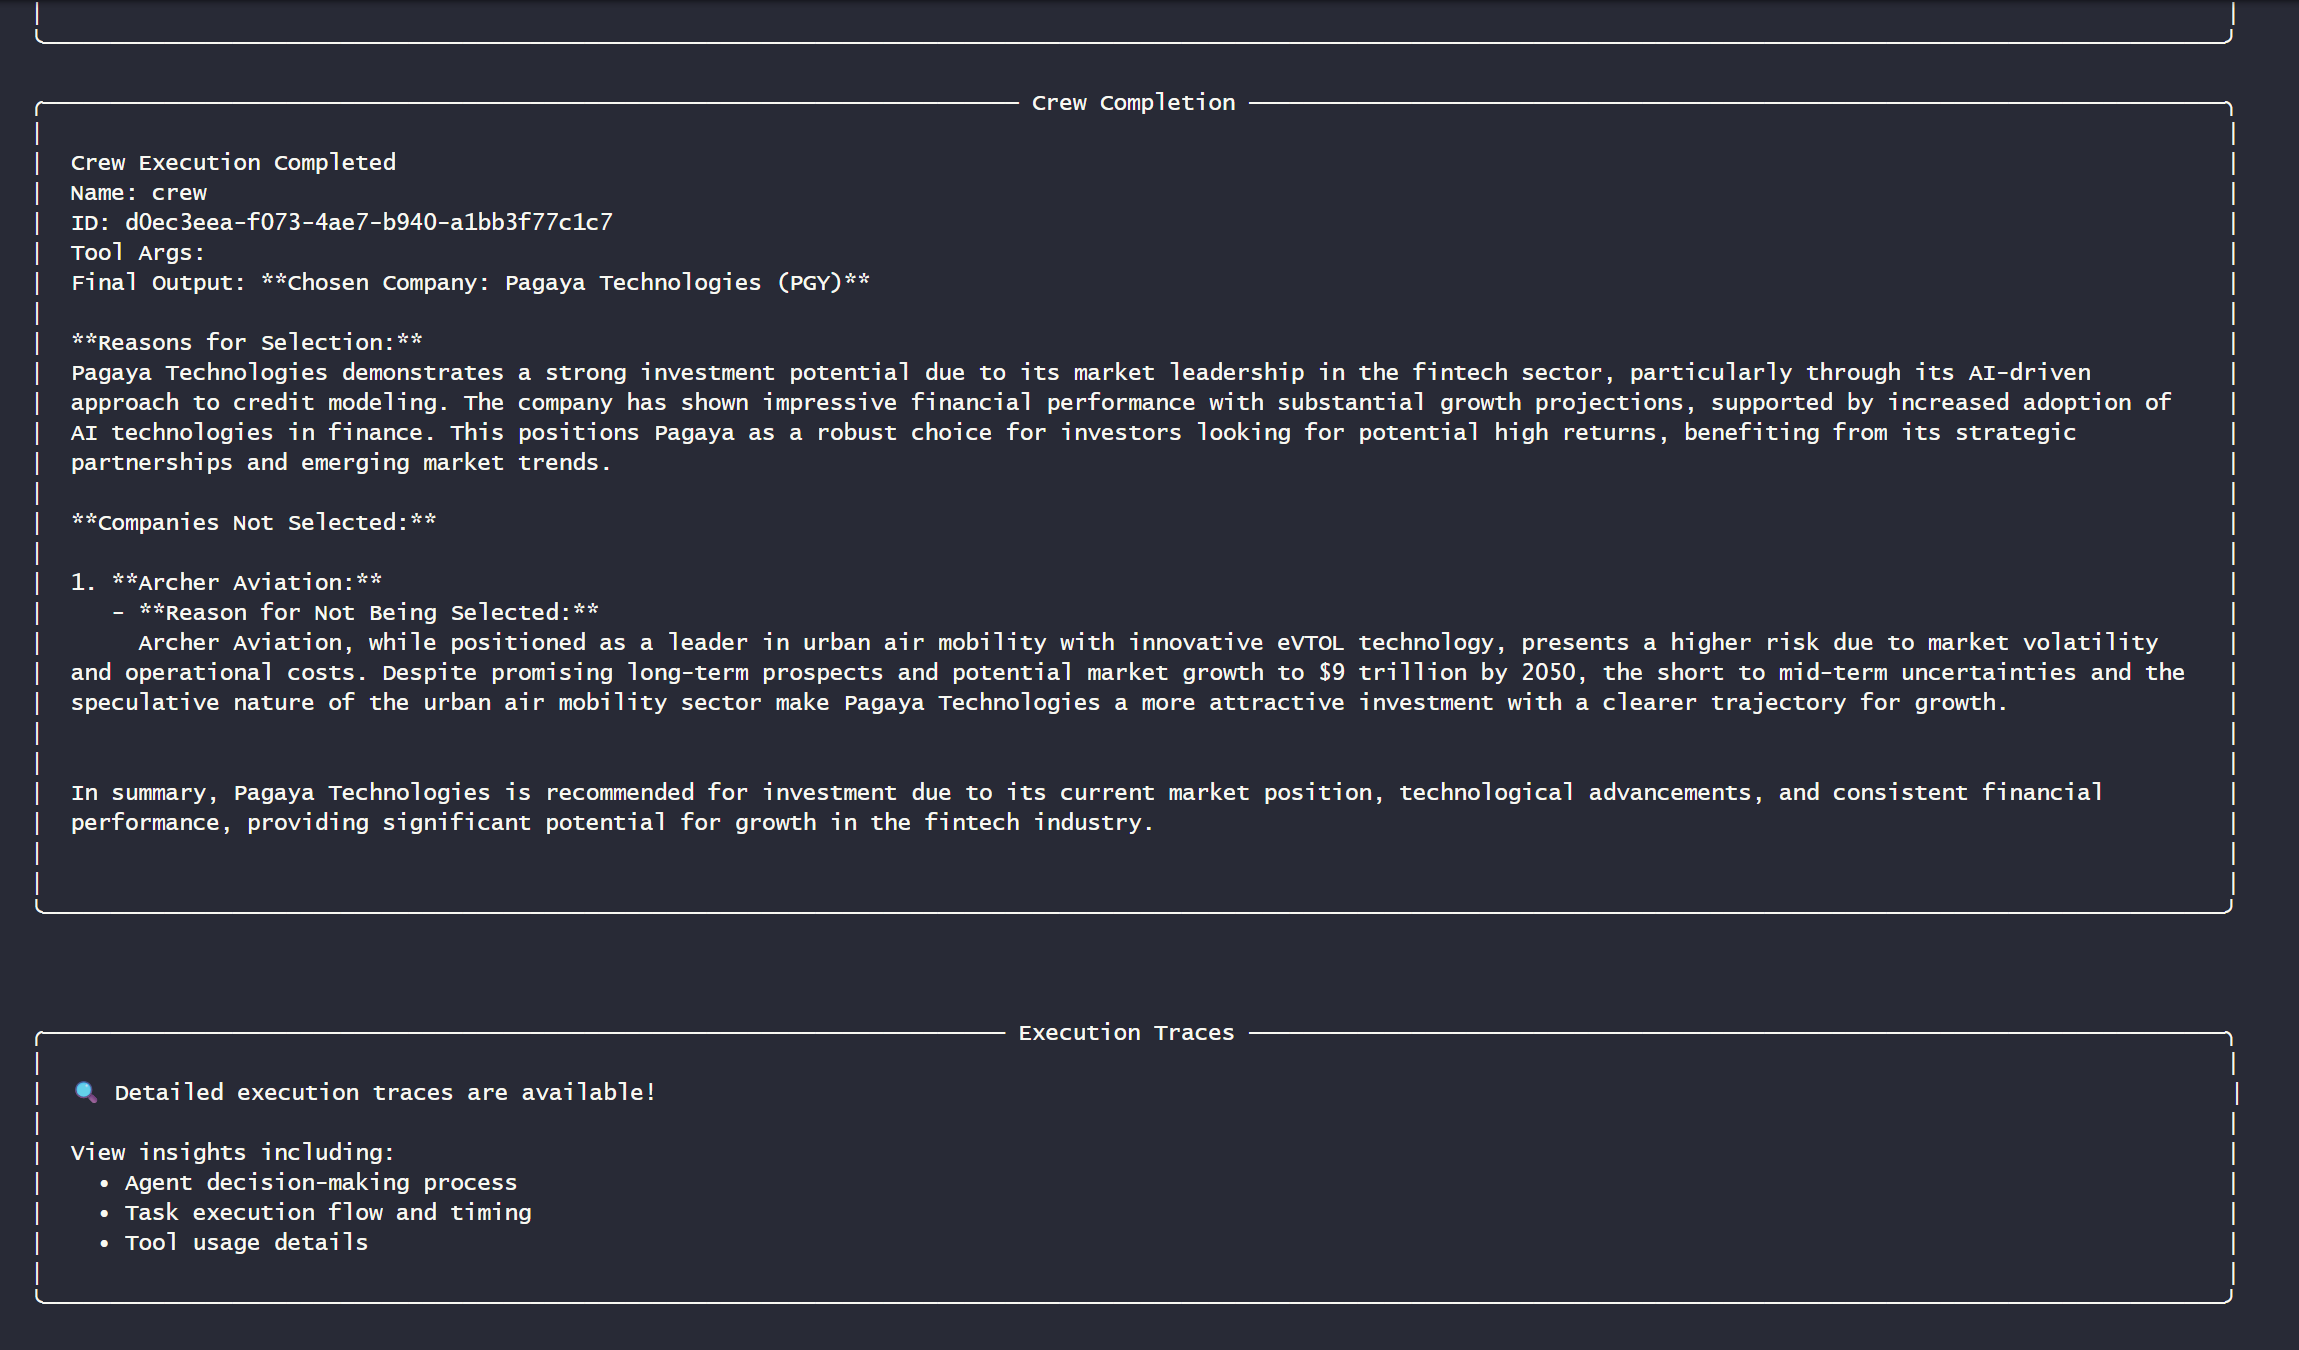 Crew Completion
Crew Execution Completed
Name: crew
ID: d0ec3eea-f073-4ae7-b940-a1bb3f77c1c7
Tool Args:
Final Output: **Chosen Company: Pagaya Technologies (PGY)**
**Reasons for Selection:**
Pagaya Technologies demonstrates a strong investment potential due to its market leadership in the fintech sector, particularly through its AI-driven
approach to credit modeling. The company has shown impressive financial performance with substantial growth projections, supported by increased adoption of
AI technologies in finance. This positions Pagaya as a robust choice for investors looking for potential high returns, benefiting from its strategic
partnerships and emerging market trends.
**Companies Not Selected:**
1. **Archer Aviation:**
- **Reason for Not Being Selected:**
Archer Aviation, while positioned as a leader in urban air mobility with innovative eVTOL technology, presents a higher risk due to market volatility
and operational costs. Despite promising long-term prospects and potential market growth to $9 trillion by 2050, the short to mid-term uncertainties and the
speculative nature of the urban air mobility sector make Pagaya Technologies a more attractive investment with a clearer trajectory for growth.
In summary, Pagaya Technologies is recommended for investment due to its current market position, technological advancements, and consistent financial
performance, providing significant potential for growth in the fintech industry.
Execution Traces
🔍 Detailed execution traces are available!
View insights including:
• Agent decision-making process
• Task execution flow and timing
• Tool usage details